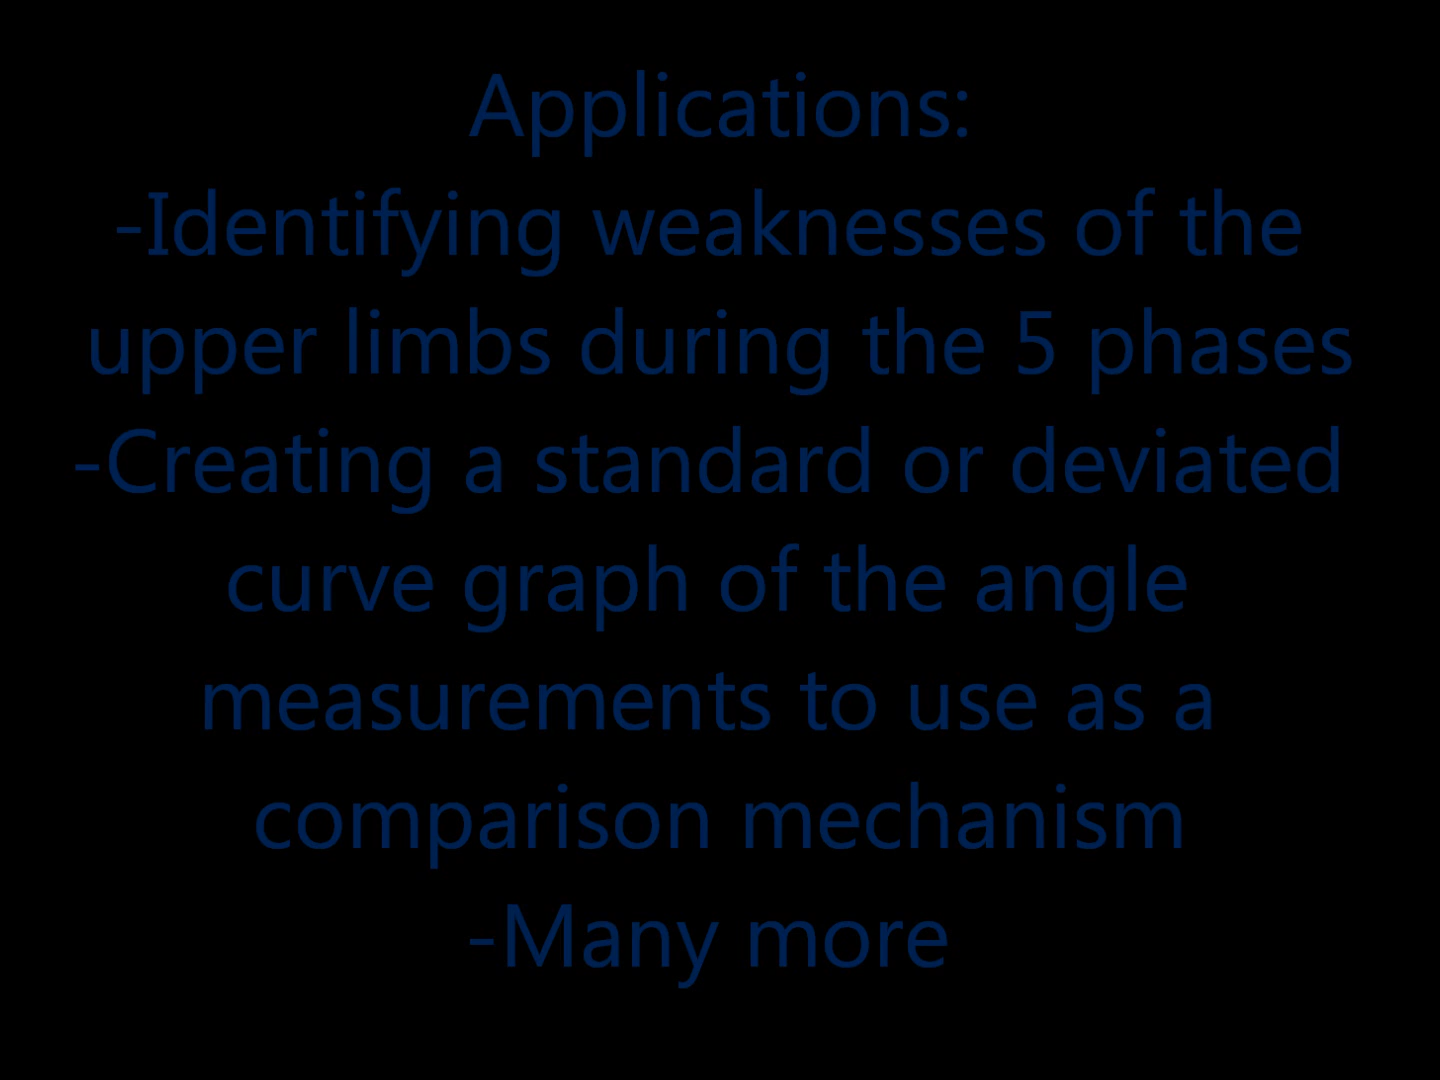 Applications:
-Identifying weaknesses of the
upper limbs during the 5 phases
-Creating a standard or deviated
curve graph of the angle
measurements to use as a
comparison mechanism
-Many more